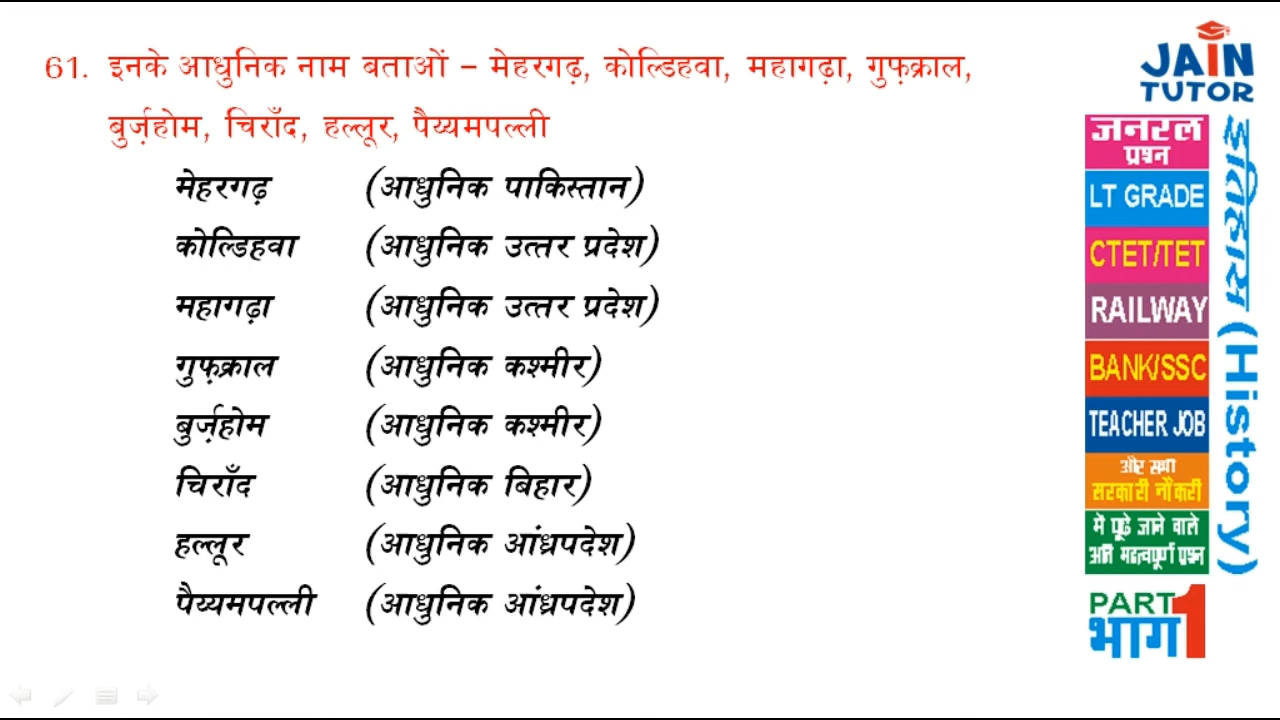 61. इनके आधुनिक नाम बताओं – मेहरगढ़, कोल्डिहवा, महागढ़ा, गुफ़क्राल,
बुर्ज़होम, चिराँद, हल्लूर, पैय्यमपल्ली
मेहरगढ़ (आधुनिक पाकिस्तान)
कोल्डिहवा (आधुनिक उत्तर प्रदेश)
महागढ़ा (आधुनिक उत्तर प्रदेश)
गुफ़क्राल (आधुनिक कश्मीर)
बुर्ज़होम (आधुनिक कश्मीर)
चिराँद (आधुनिक बिहार)
हल्लूर (आधुनिक आंध्रपदेश)
पैय्यमपल्ली (आधुनिक आंध्रपदेश)
JAIN
TUTOR
जनरल
प्रश्न
LT GRADE
CTET/TET
RAILWAY
BANK/SSC
TEACHER JOB
और सभी
सरकारी नौकरी
में पूछे जाने वाले
अति महत्वपूर्ण प्रश्न
इतिहास (History)
PART 1
भाग